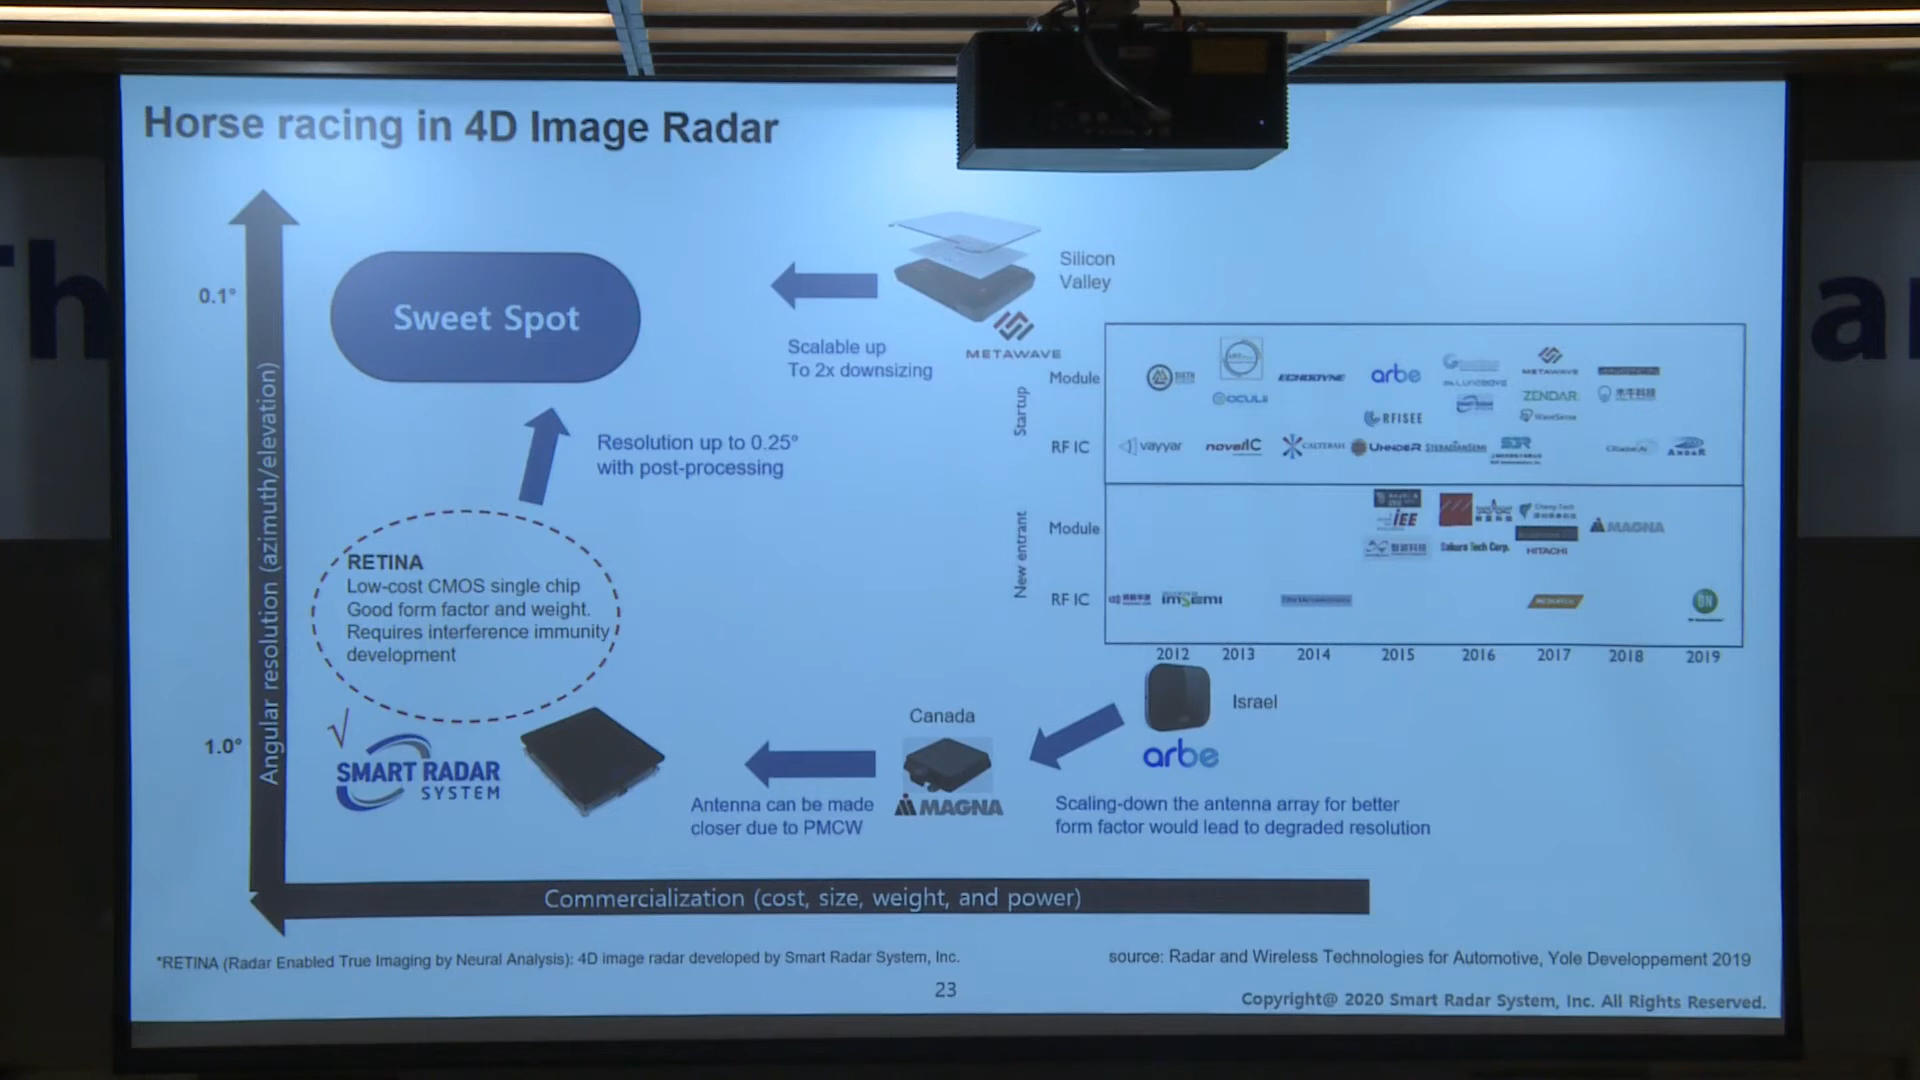 Horse racing in 4D Image Radar
0.1°
Sweet Spot
Silicon
Valley
METAWAVE
Scalable up
To 2x downsizing
Resolution up to 0.25°
with post-processing
Angular resolution (azimuth/elevation)
RETINA
Low-cost CMOS single chip
Good form factor and weight.
Requires interference immunity
development
1.0°
√
SMART RADAR
SYSTEM
Startup
Module
ECHODYNE
arbe
METAWAVE
OCULii
ZENDAR
RFISEE
WaveSense
RF IC
vayyar
novelIC
CALTERAH
UHNDER
STERADIANSEMI
ANDAR
New entrant
Module
iEE
MAGNA
Sakura Tech Corp.
HITACHI
RF IC
imsemi
2012 2013 2014 2015 2016 2017 2018 2019
Israel
arbe
Canada
MAGNA
Antenna can be made
closer due to PMCW
Scaling-down the antenna array for better
form factor would lead to degraded resolution
Commercialization (cost, size, weight, and power)
*RETINA (Radar Enabled True Imaging by Neural Analysis): 4D image radar developed by Smart Radar System, Inc.
source: Radar and Wireless Technologies for Automotive, Yole Developpement 2019
23
Copyright@ 2020 Smart Radar System, Inc. All Rights Reserved.